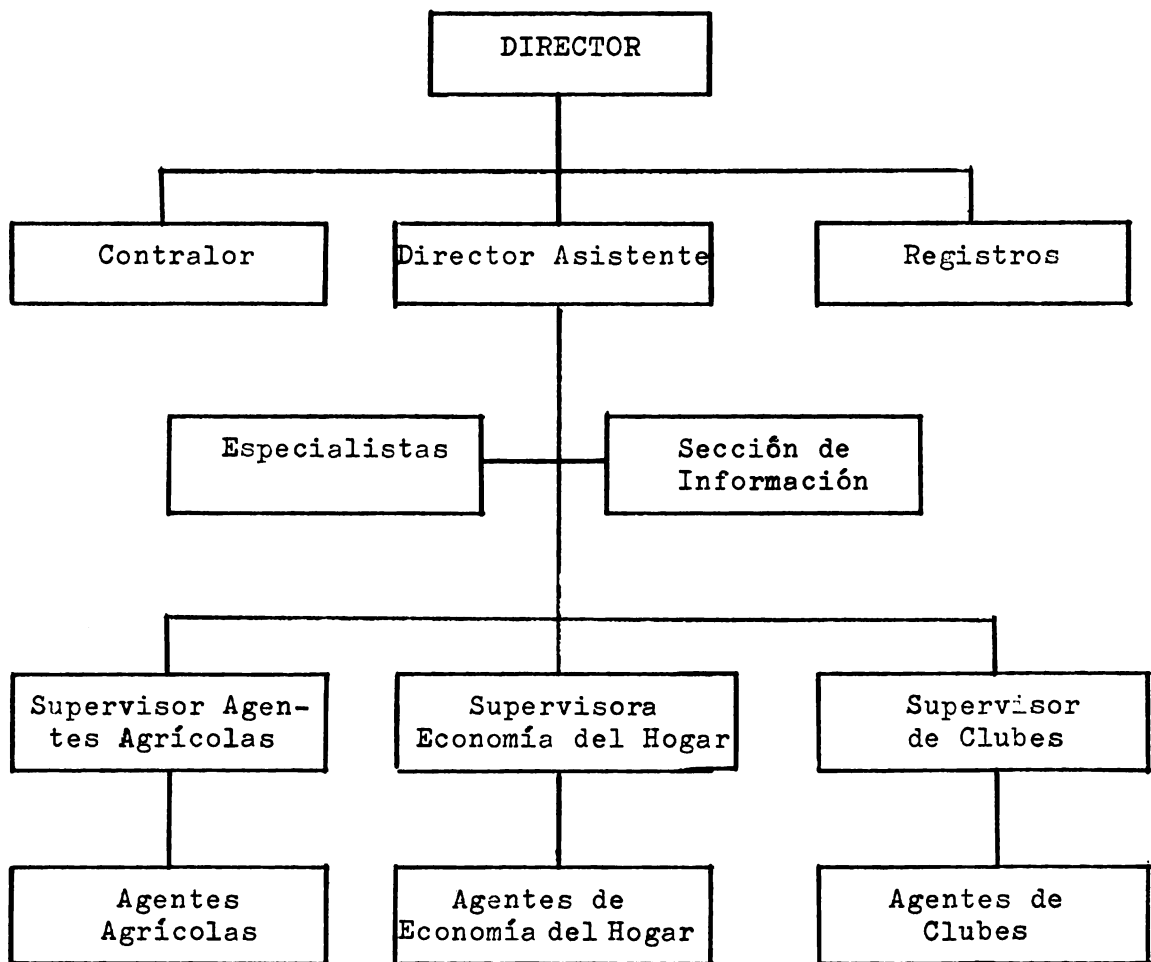 DIRECTOR
Contralor
Director Asistente
Registros
Especialistas
Sección de
Información
Supervisor Agen-
tes Agrícolas
Supervisora
Economía del Hogar
Supervisor
de Clubes
Agentes
Agrícolas
Agentes de
Economía del Hogar
Agentes de
Clubes